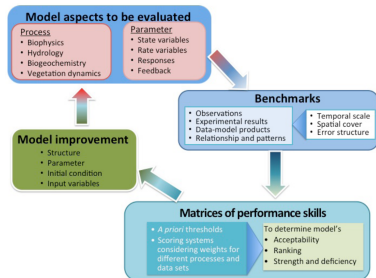 Model aspects to be evaluated
Process
• Biophysics
• Hydrology
• Biogeochemistry
• Vegetation dynamics
Parameter
• State variables
• Rate variables
• Responses
• Feedback
Benchmarks
• Observations
• Experimental results
• Data-model products
• Relationship and patterns
• Temporal scale
• Spatial cover
• Error structure
Model improvement
• Structure
• Parameter
• Initial condition
• Input variables
Matrices of performance skills
• A priori thresholds
• Scoring systems
considering weights for
different processes and
data sets
To determine model's
• Acceptability
• Ranking
• Strength and deficiency